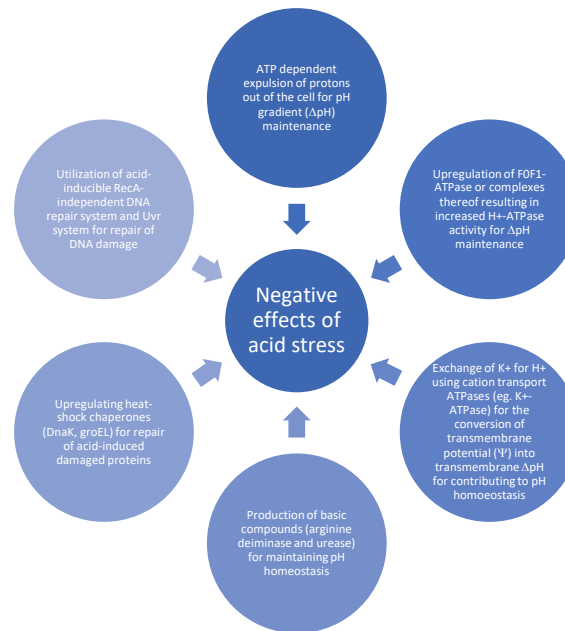 ATP dependent
expulsion of protons
out of the cell for pH
gradient (ΔpH)
maintenance
Upregulation of F0F1-
ATPase or complexes
thereof resulting in
increased H+-ATPase
activity for ΔpH
maintenance
Exchange of K+ for H+
using cation transport
ATPases (eg. K+-
ATPase) for the
conversion of
transmembrane
potential (Ψ) into
transmembrane ΔpH
for contributing to pH
homoeostasis
Production of basic
compounds (arginine
deiminase and urease)
for maintaining pH
homeostasis
Upregulating heat-
shock chaperones
(DnaK, groEL) for repair
of acid-induced
damaged proteins
Utilization of acid-
inducible RecA-
independent DNA
repair system and Uvr
system for repair of
DNA damage
Negative
effects of
acid stress